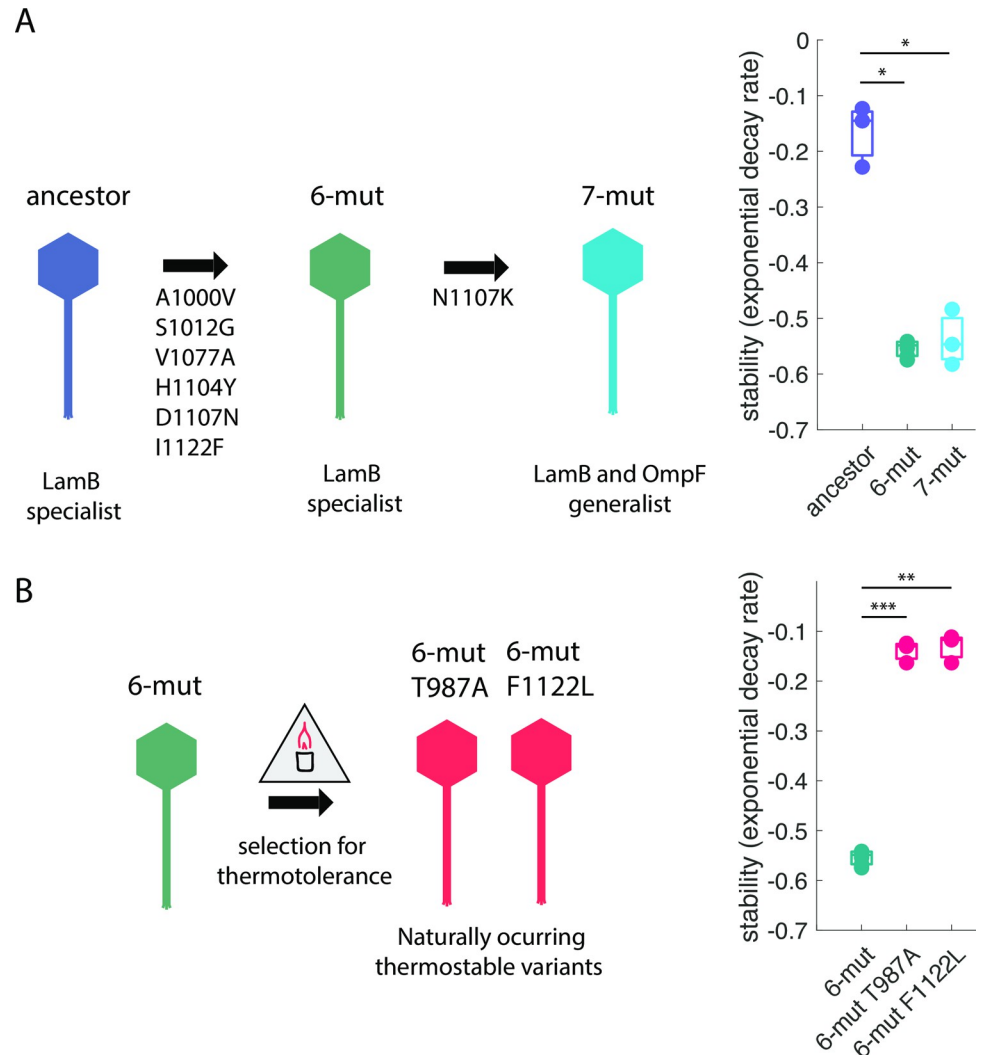 A
ancestor
6-mut
7-mut
A1000V
S1012G
V1077A
H1104Y
D1107N
I1122F
N1107K
LamB
specialist
LamB
specialist
LamB and OmpF
generalist
stability (exponential decay rate)
0
-0.1
-0.2
-0.3
-0.4
-0.5
-0.6
-0.7
*
*
ancestor
6-mut
7-mut
B
6-mut
selection for
thermotolerance
6-mut
T987A
6-mut
F1122L
Naturally ocurring
thermostable variants
stability (exponential decay rate)
-0.1
-0.2
-0.3
-0.4
-0.5
-0.6
-0.7
**
***
6-mut
6-mut T987A
6-mut F1122L